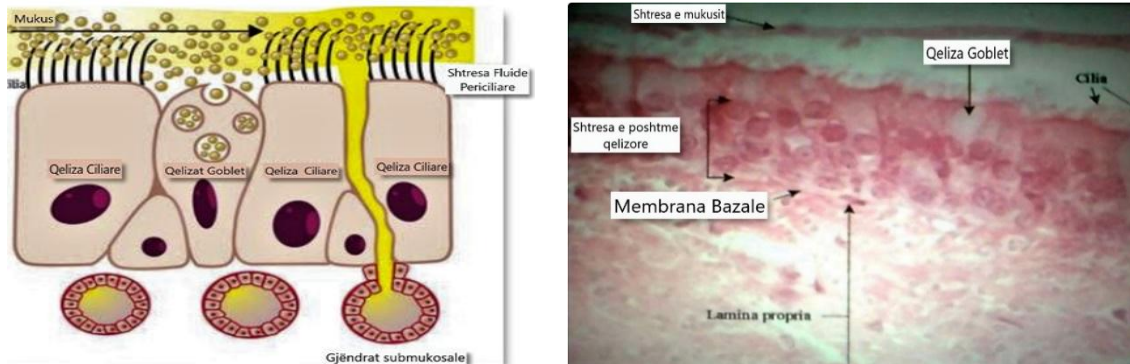 Mukus
Shtresa Fluide
Periciliare
Qeliza Ciliare
Qelizat Goblet
Qeliza Ciliare
Qeliza Ciliare
Gjëndrat submukosale
Shtresa e mukusit
Qeliza Goblet
Cilia
Shtresa e poshtme
qelizore
Membrana Bazale
Lamina propria